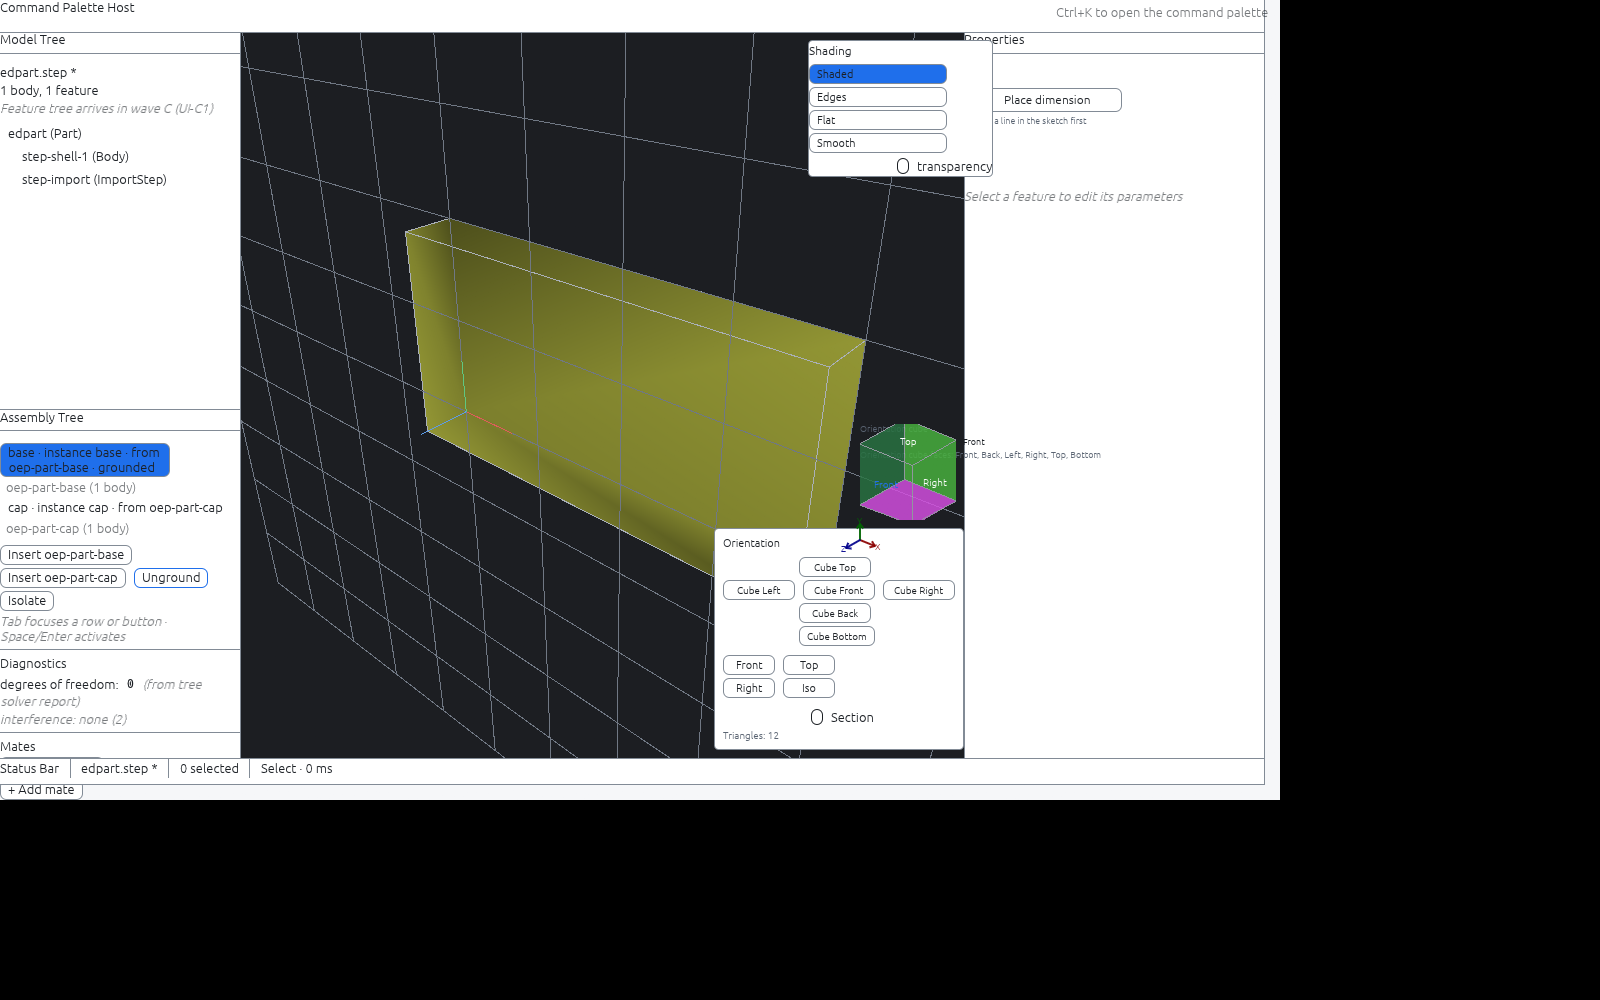 Command Palette Host
Ctrl+K to open the command palette
Model Tree
edpart.step *
1 body, 1 feature
Feature tree arrives in wave C (UI-C1)
edpart (Part)
step-shell-1 (Body)
step-import (ImportStep)
Assembly Tree
base · instance base · from
oep-part-base · grounded
oep-part-base (1 body)
cap · instance cap · from oep-part-cap
oep-part-cap (1 body)
Insert oep-part-base
Insert oep-part-cap
Unground
Isolate
Tab focuses a row or button ·
Space/Enter activates
Diagnostics
degrees of freedom: 0 (from tree
solver report)
interference: none (2)
Mates
+ Add mate
Shading
Shaded
Edges
Flat
Smooth
transparency
Top
Front
Right
Front
Front, Back, Left, Right, Top, Bottom
Orientation
Z
X
Cube Top
Cube Left
Cube Front
Cube Right
Cube Back
Cube Bottom
Front
Top
Right
Iso
Section
Triangles: 12
Properties
Place dimension
a line in the sketch first
Select a feature to edit its parameters
Status Bar
edpart.step *
0 selected
Select · 0 ms